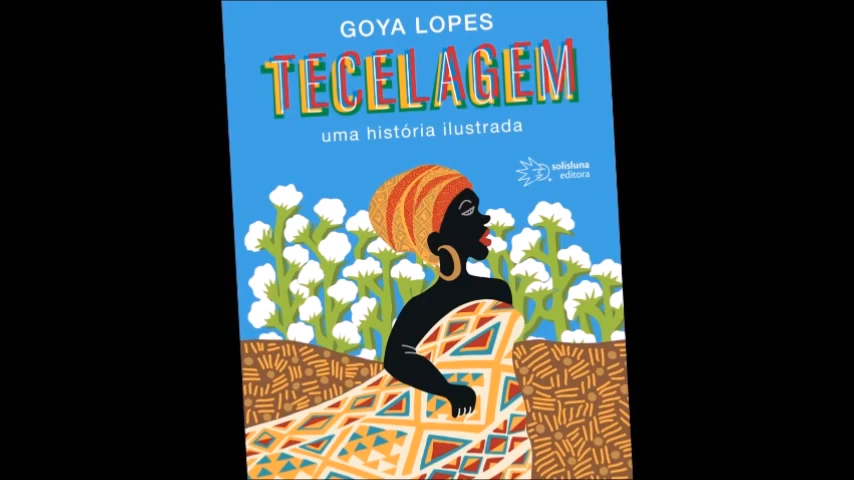 GOYA LOPES
TECELAGEM
uma história ilustrada
solisluna
editora